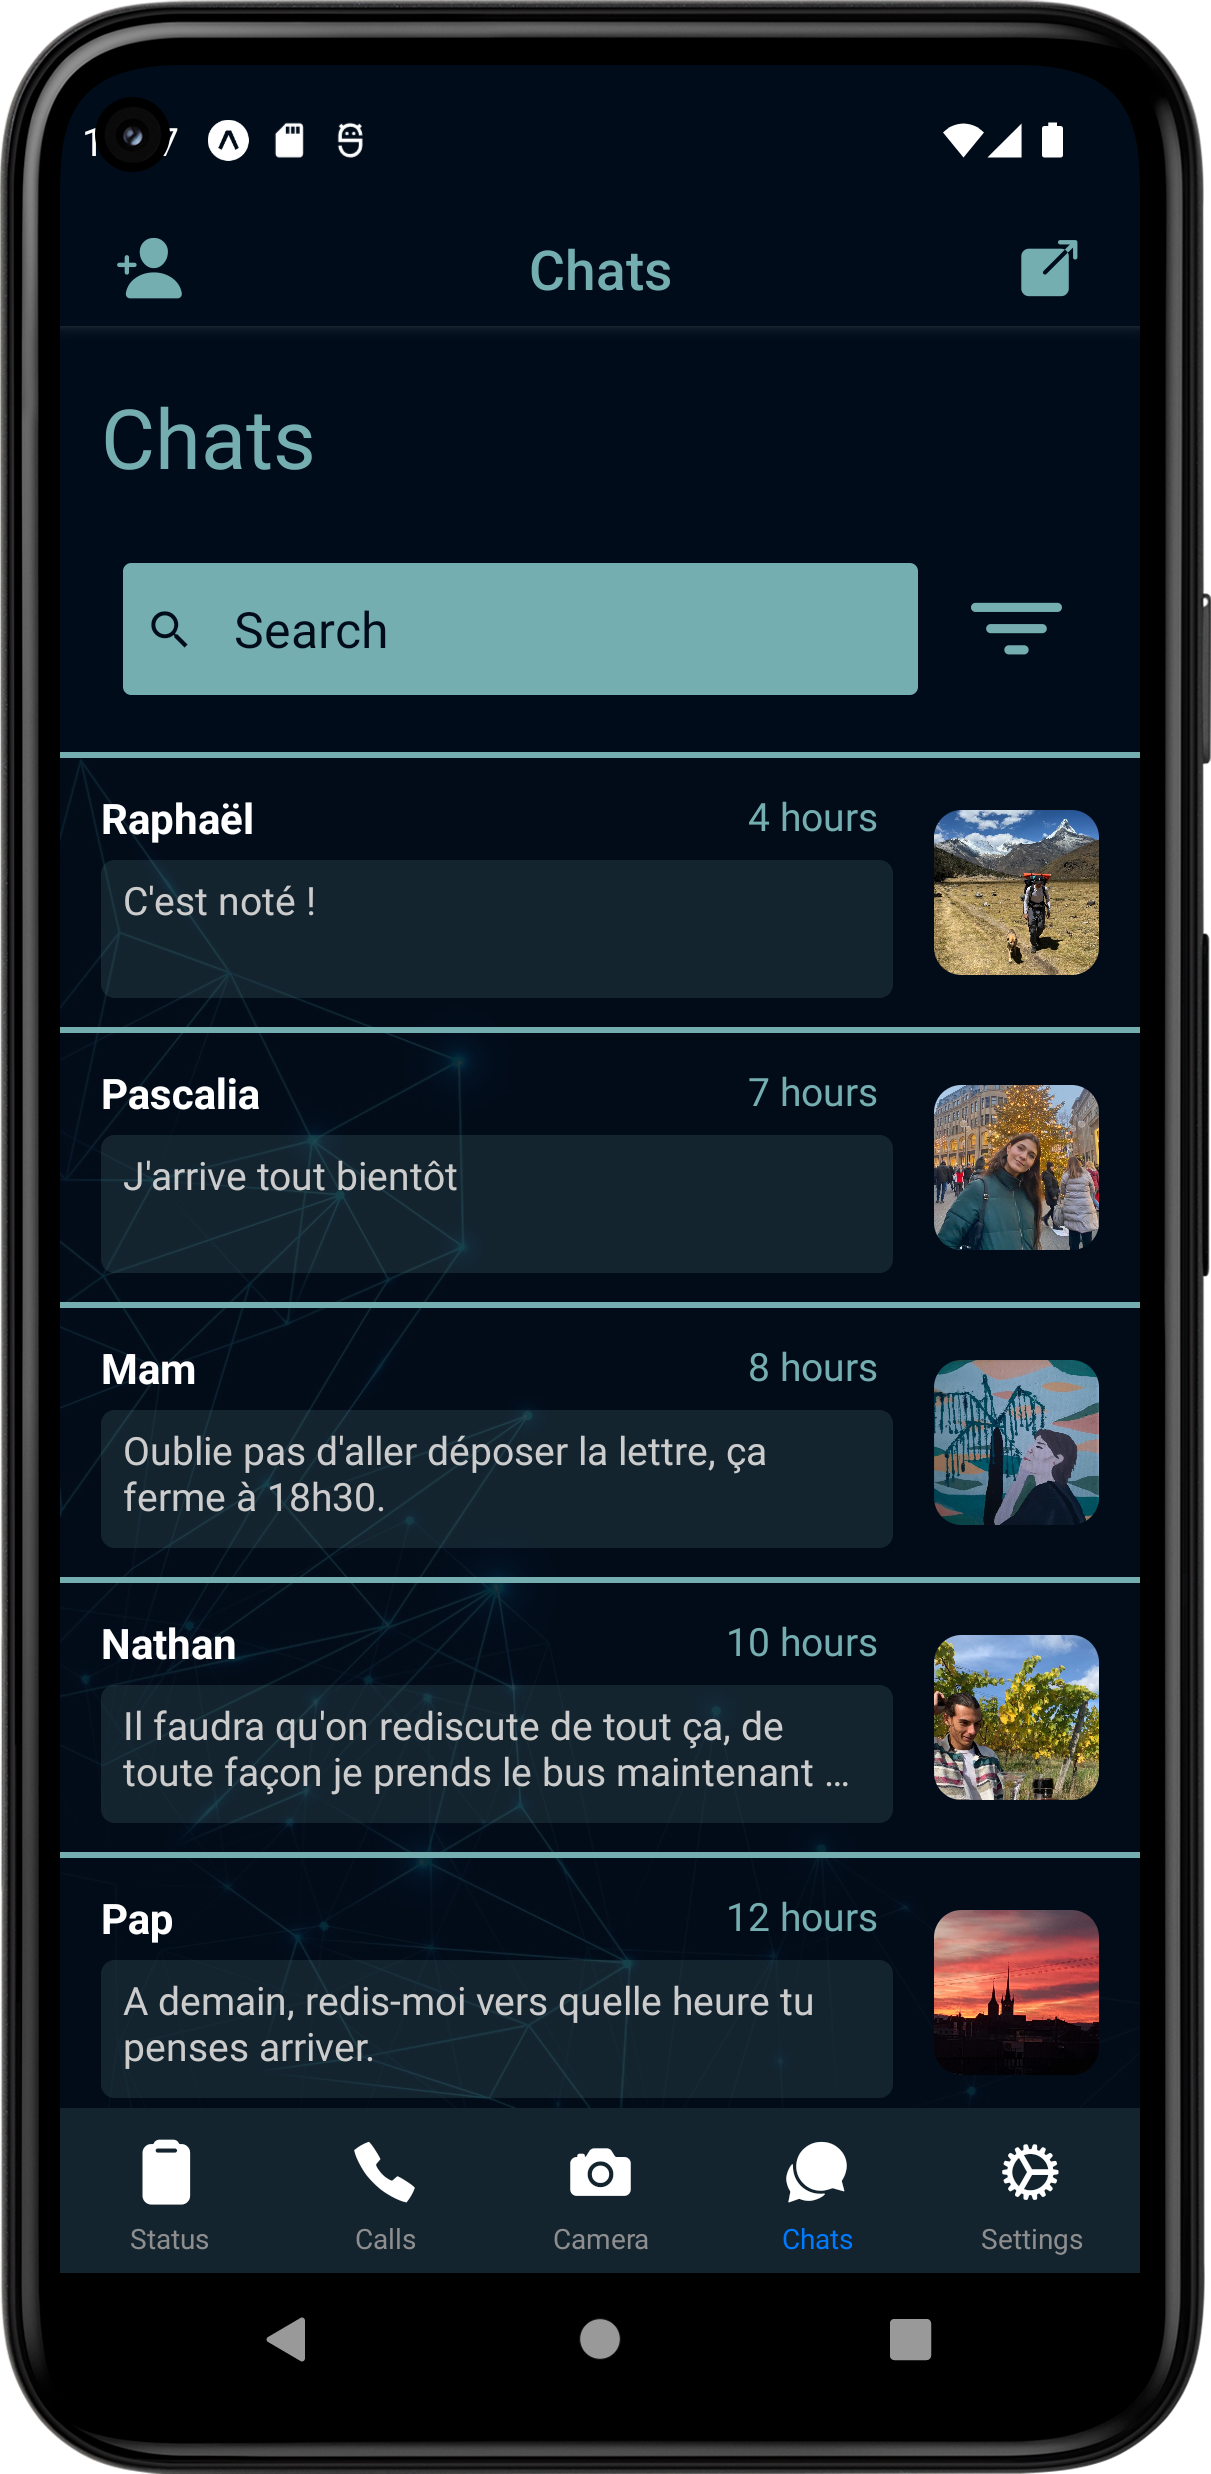 Chats
Chats
Search
Raphaël
4 hours
C'est noté !
Pascalia
7 hours
J'arrive tout bientôt
Mam
8 hours
Oublie pas d'aller déposer la lettre, ça
ferme à 18h30.
Nathan
10 hours
Il faudra qu'on rediscute de tout ça, de
toute façon je prends le bus maintenant ...
Pap
12 hours
A demain, redis-moi vers quelle heure tu
penses arriver.
Status
Calls
Camera
Chats
Settings